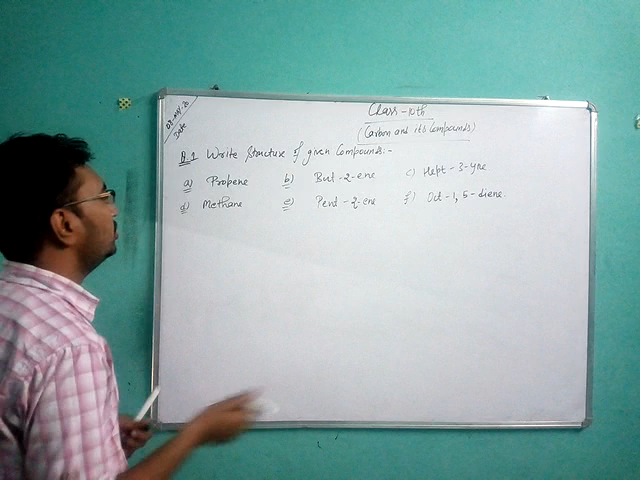 Date
Class - 10th
(Carbon and its Compounds)
Q.1 Write Structure of given Compounds:-
a) Propene b) But-2-ene c) Hept-3-yne
d) Methane e) Pent-2-ene f) Oct-1,5-diene.